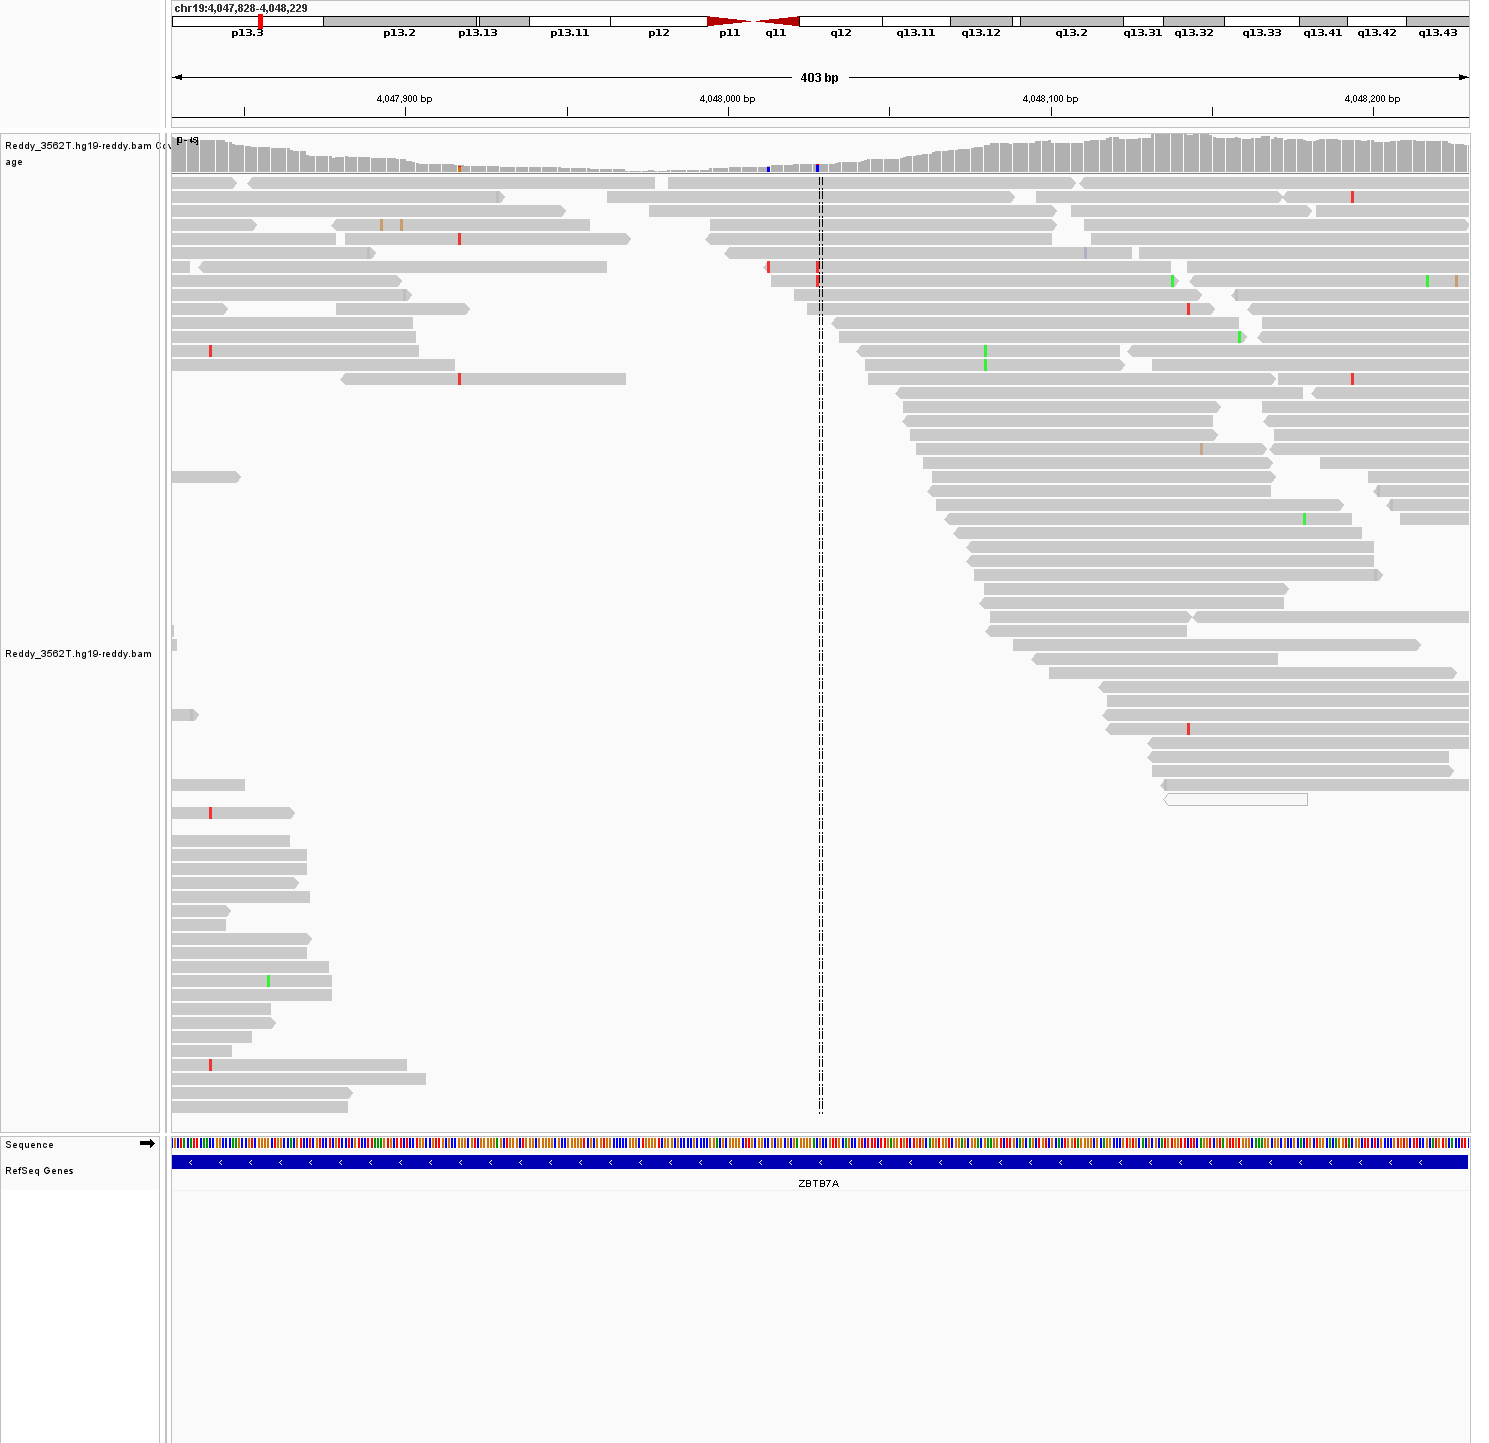 chr19:4,047,828-4,048,229
p13.3 p13.2 p13.13 p13.11 p12 p11 q11 q12 q13.11 q13.12 q13.2 q13.31 q13.32 q13.33 q13.41 q13.42 q13.43
403 bp
4,047,900 bp 4,048,000 bp 4,048,100 bp 4,048,200 bp
Reddy_3562T.hg19-reddy.bam Cov
age
Reddy_3562T.hg19-reddy.bam
Sequence
RefSeq Genes
ZBTB7A